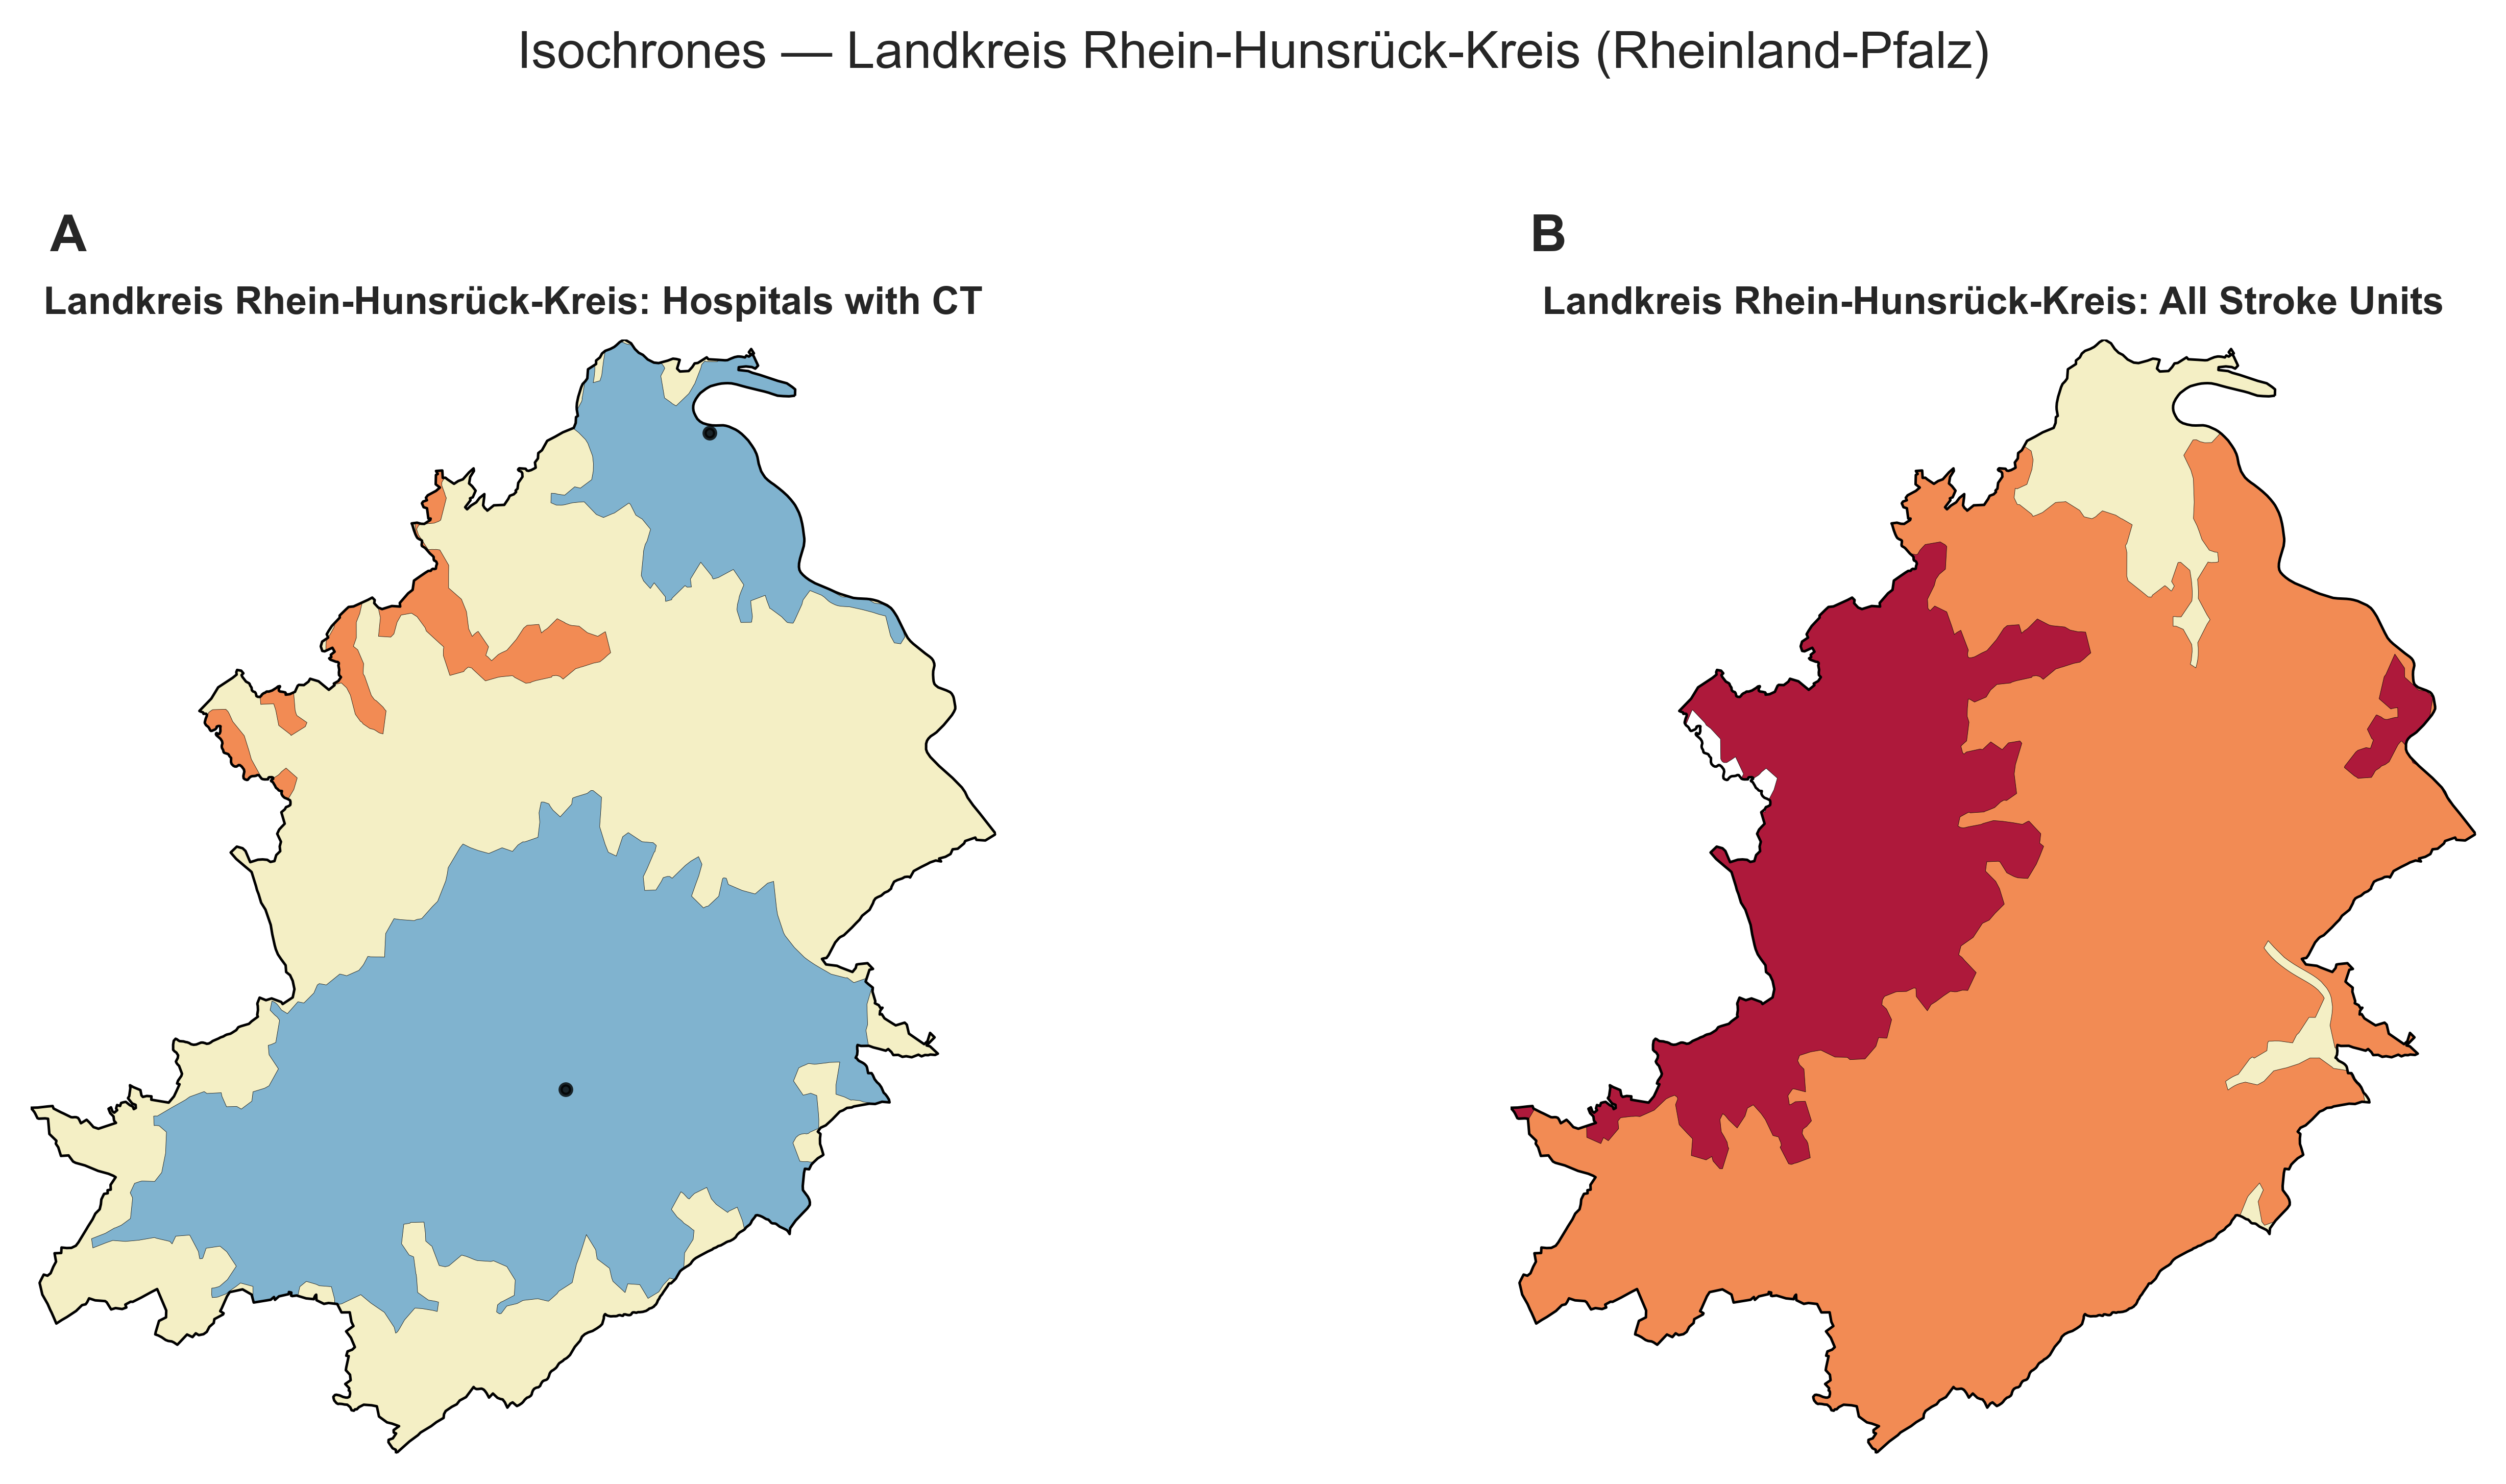 Isochrones — Landkreis Rhein-Hunsrück-Kreis (Rheinland-Pfalz)
A
Landkreis Rhein-Hunsrück-Kreis: Hospitals with CT
B
Landkreis Rhein-Hunsrück-Kreis: All Stroke Units